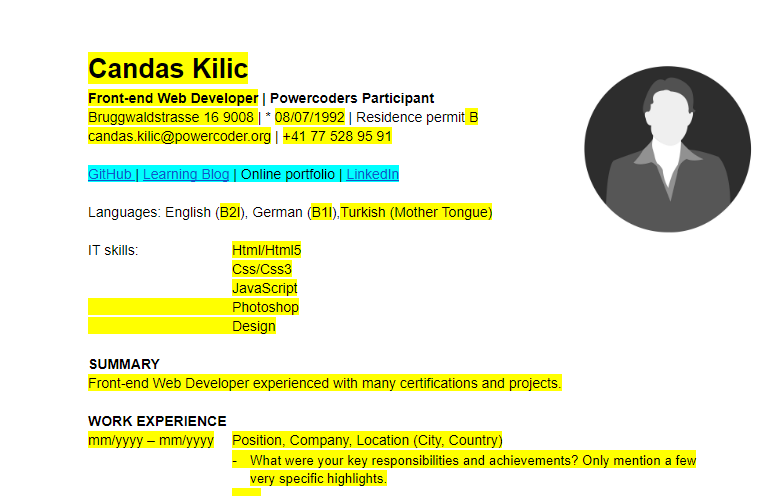 Candas Kilic
Front-end Web Developer | Powercoders Participant
Bruggwaldstrasse 16 9008 | * 08/07/1992 | Residence permit B
candas.kilic@powercoder.org | +41 77 528 95 91
GitHub | Learning Blog | Online portfolio | LinkedIn
Languages: English (B2I), German (B1I),Turkish (Mother Tongue)
IT skills: Html/Html5
Css/Css3
JavaScript
Photoshop
Design
SUMMARY
Front-end Web Developer experienced with many certifications and projects.
WORK EXPERIENCE
mm/yyyy – mm/yyyy Position, Company, Location (City, Country)
- What were your key responsibilities and achievements? Only mention a few
very specific highlights.